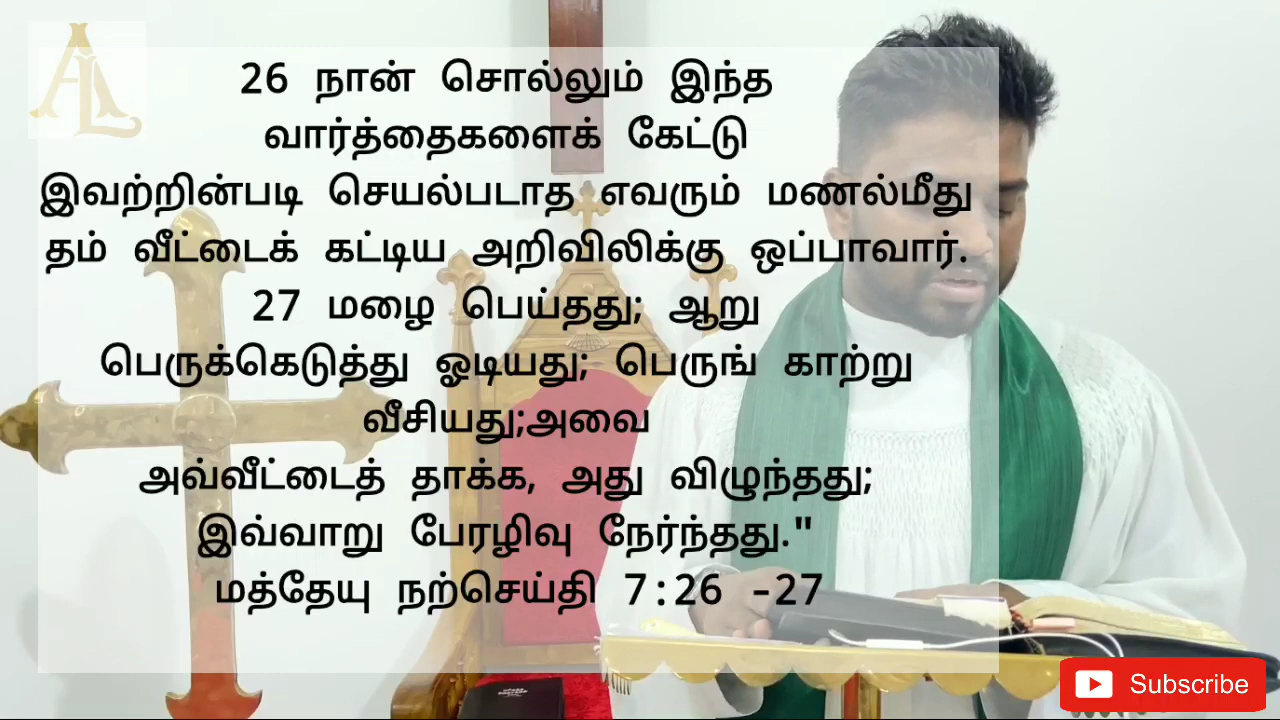 AL
26 நான் சொல்லும் இந்த
வார்த்தைகளைக் கேட்டு
இவற்றின்படி செயல்படாத எவரும் மணல்மீது
தம் வீட்டைக் கட்டிய அறிவிலிக்கு ஒப்பாவார்.
27 மழை பெய்தது; ஆறு
பெருக்கெடுத்து ஓடியது; பெருங் காற்று
வீசியது;அவை
அவ்வீட்டைத் தாக்க, அது விழுந்தது;
இவ்வாறு பேரழிவு நேர்ந்தது."
மத்தேயு நற்செய்தி 7:26 -27
Subscribe